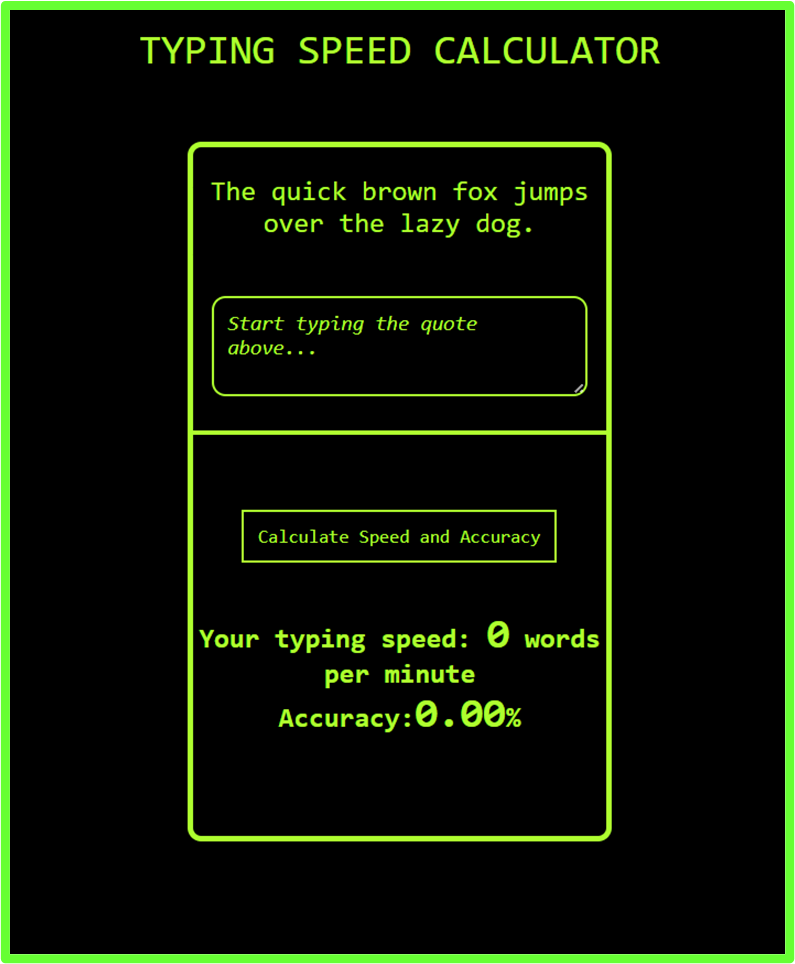 TYPING SPEED CALCULATOR
The quick brown fox jumps
over the lazy dog.
Start typing the quote
above...
Calculate Speed and Accuracy
Your typing speed: 0 words
per minute
Accuracy:0.00%